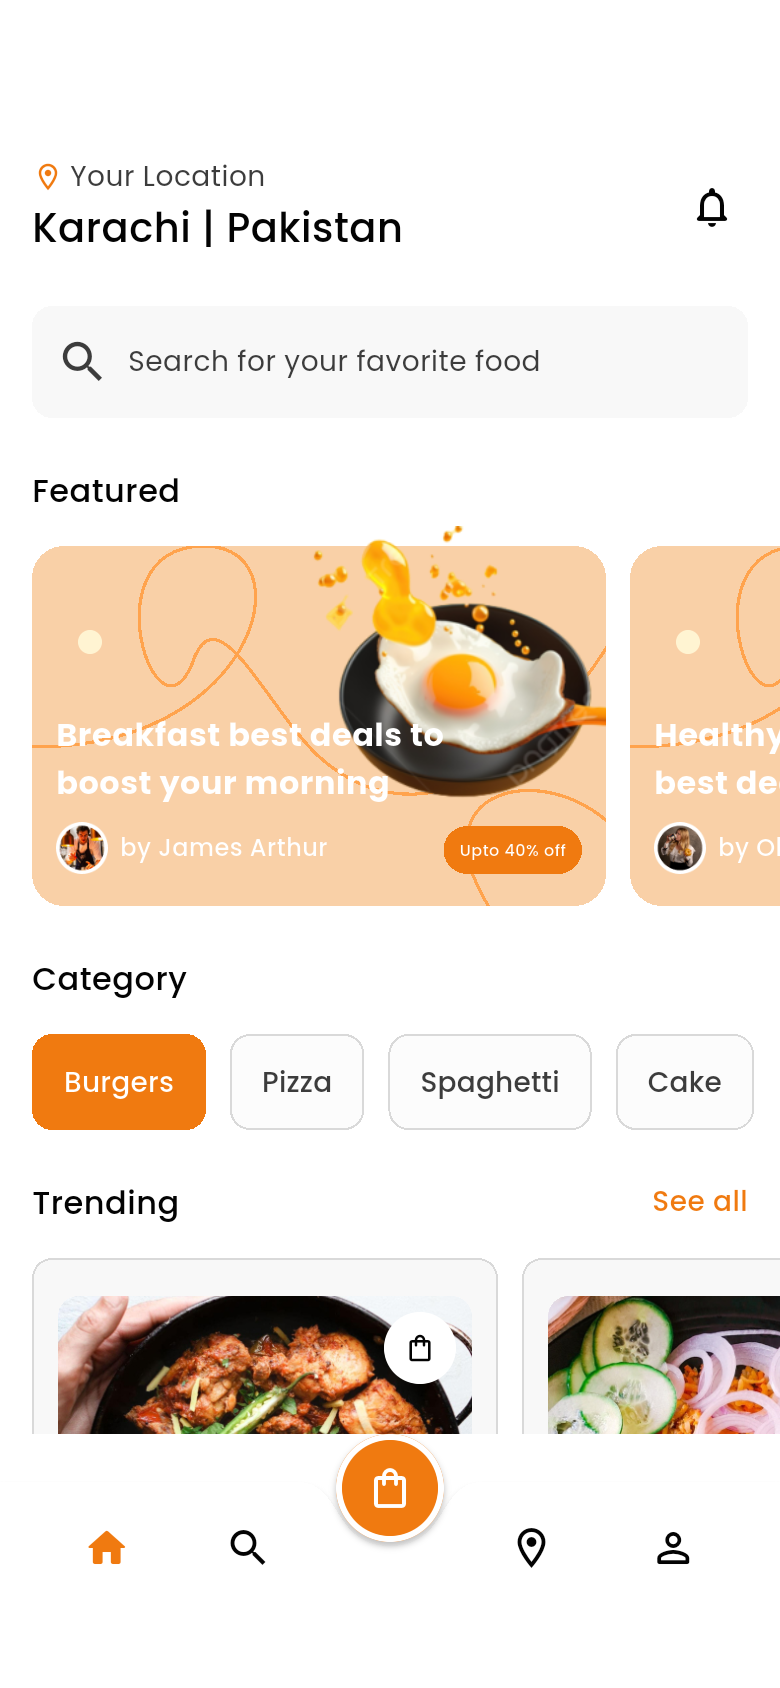 Your Location
Karachi | Pakistan
Search for your favorite food
Featured
Breakfast best deals to
boost your morning
by James Arthur
Upto 40% off
Healthy
best de
by Ol
Category
Burgers
Pizza
Spaghetti
Cake
Trending
See all